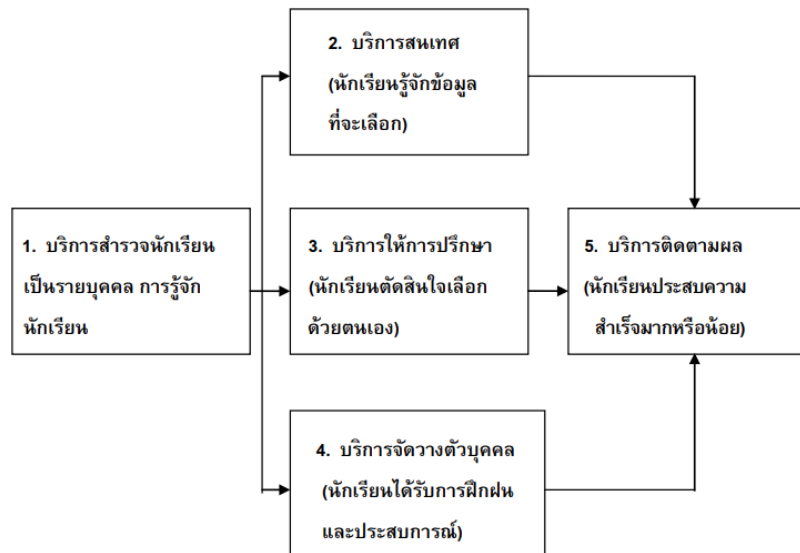 2. บริการสนเทศ
(นักเรียนรู้จักข้อมูล
ที่จะเลือก)
1. บริการสำรวจนักเรียน
เป็นรายบุคคล การรู้จัก
นักเรียน
3. บริการให้การปรึกษา
(นักเรียนตัดสินใจเลือก
ด้วยตนเอง)
5. บริการติดตามผล
(นักเรียนประสบความ
สำเร็จมากหรือน้อย)
4. บริการจัดวางตัวบุคคล
(นักเรียนได้รับการฝึกฝน
และประสบการณ์)